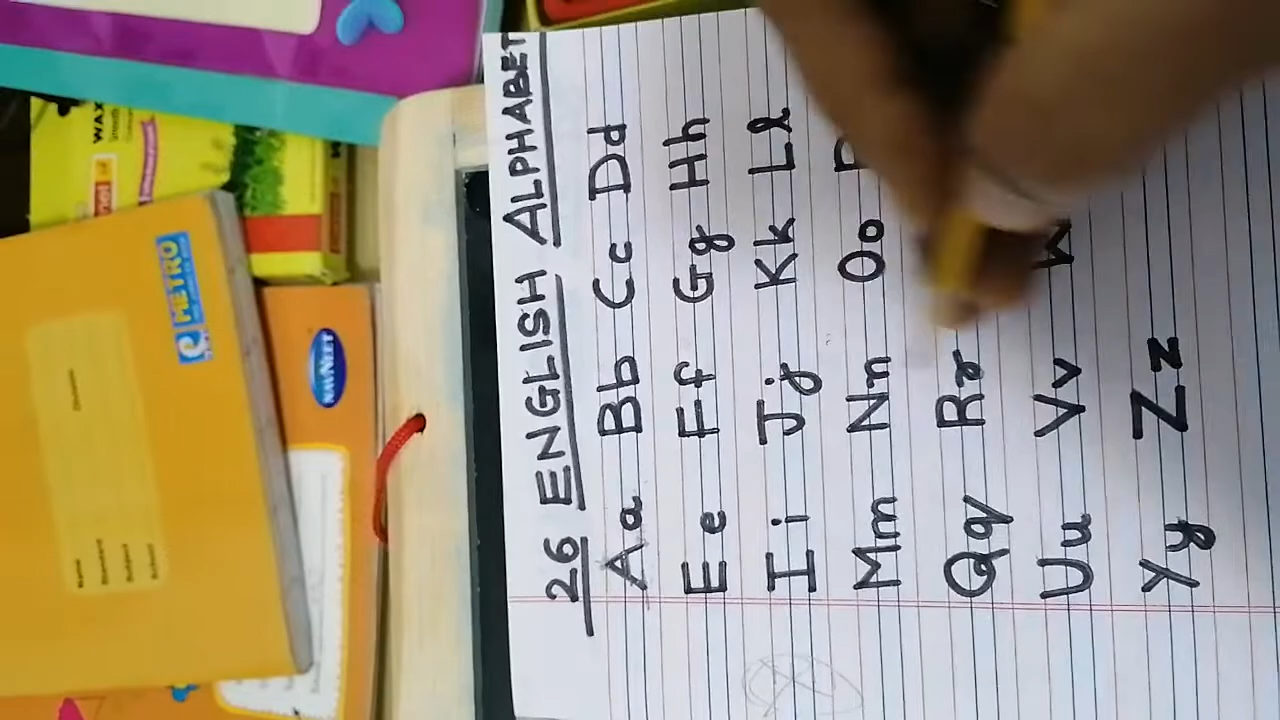 26 ENGLISH ALPHABET
Aa Bb Cc Dd
Ee Ff Gg Hh
Ii Jj Kk Ll
Mm Nn Oo P
Qq Rr
Uu Vv
Yy Zz
METRO
NAVNEET
WAX